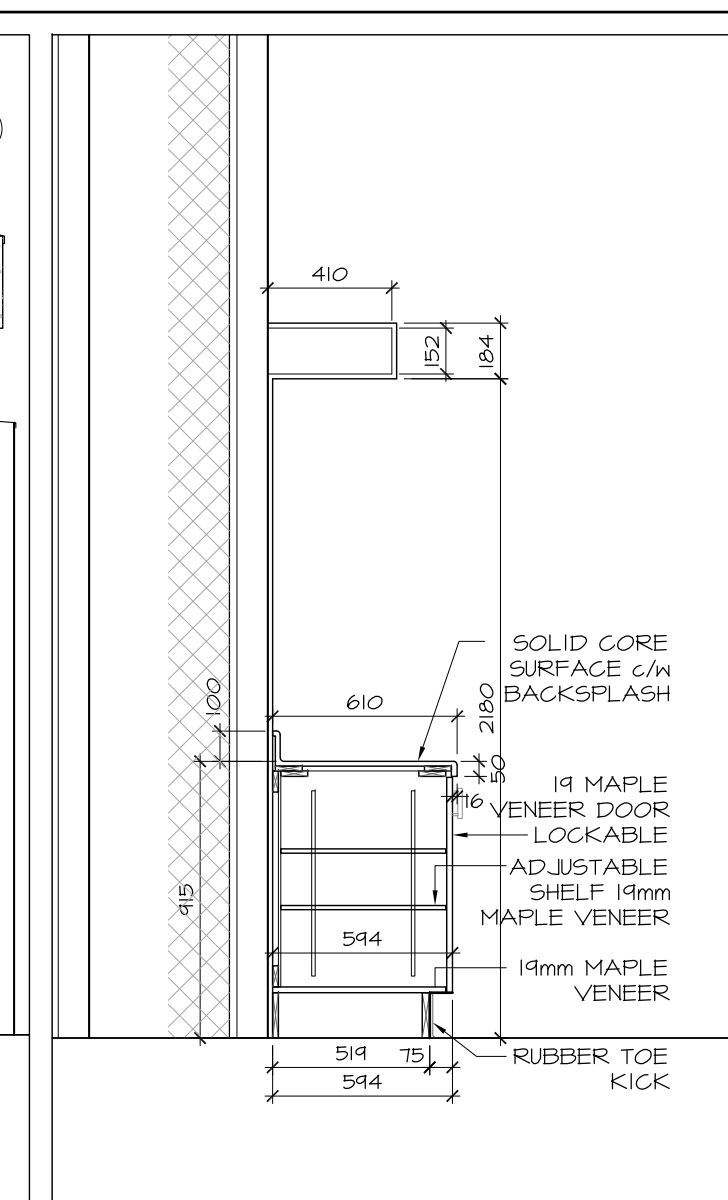 410
152
184
SOLID CORE
SURFACE c/w
BACKSPLASH
100
610
2180
50
19 MAPLE
16
VENEER DOOR
LOCKABLE
ADJUSTABLE
SHELF 19mm
915
MAPLE VENEER
594
19mm MAPLE
VENEER
519
75
RUBBER TOE
594
KICK